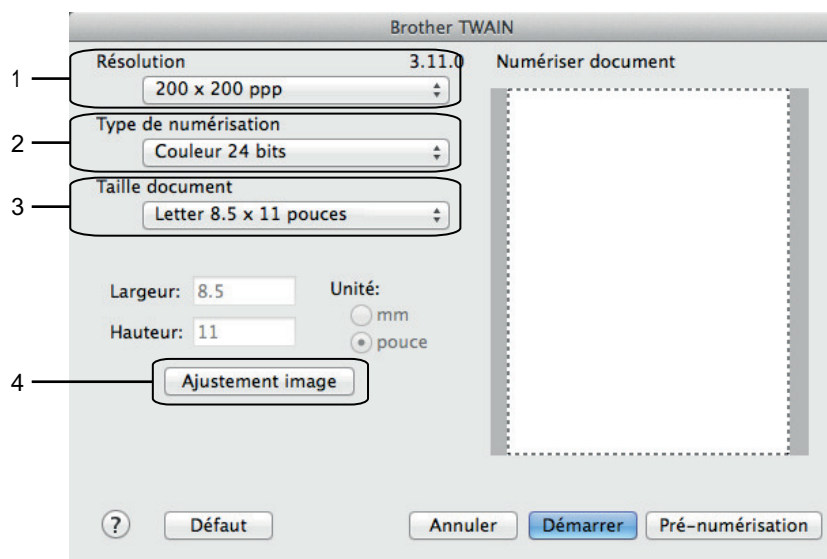 Brother TWAIN
1
Résolution 3.11.0
200 x 200 ppp
2
Type de numérisation
Couleur 24 bits
3
Taille document
Letter 8.5 x 11 pouces
Largeur: 8.5
Hauteur: 11
Unité:
mm
pouce
4
Ajustement image
Numériser document
? Défaut Annuler Démarrer Pré-numérisation